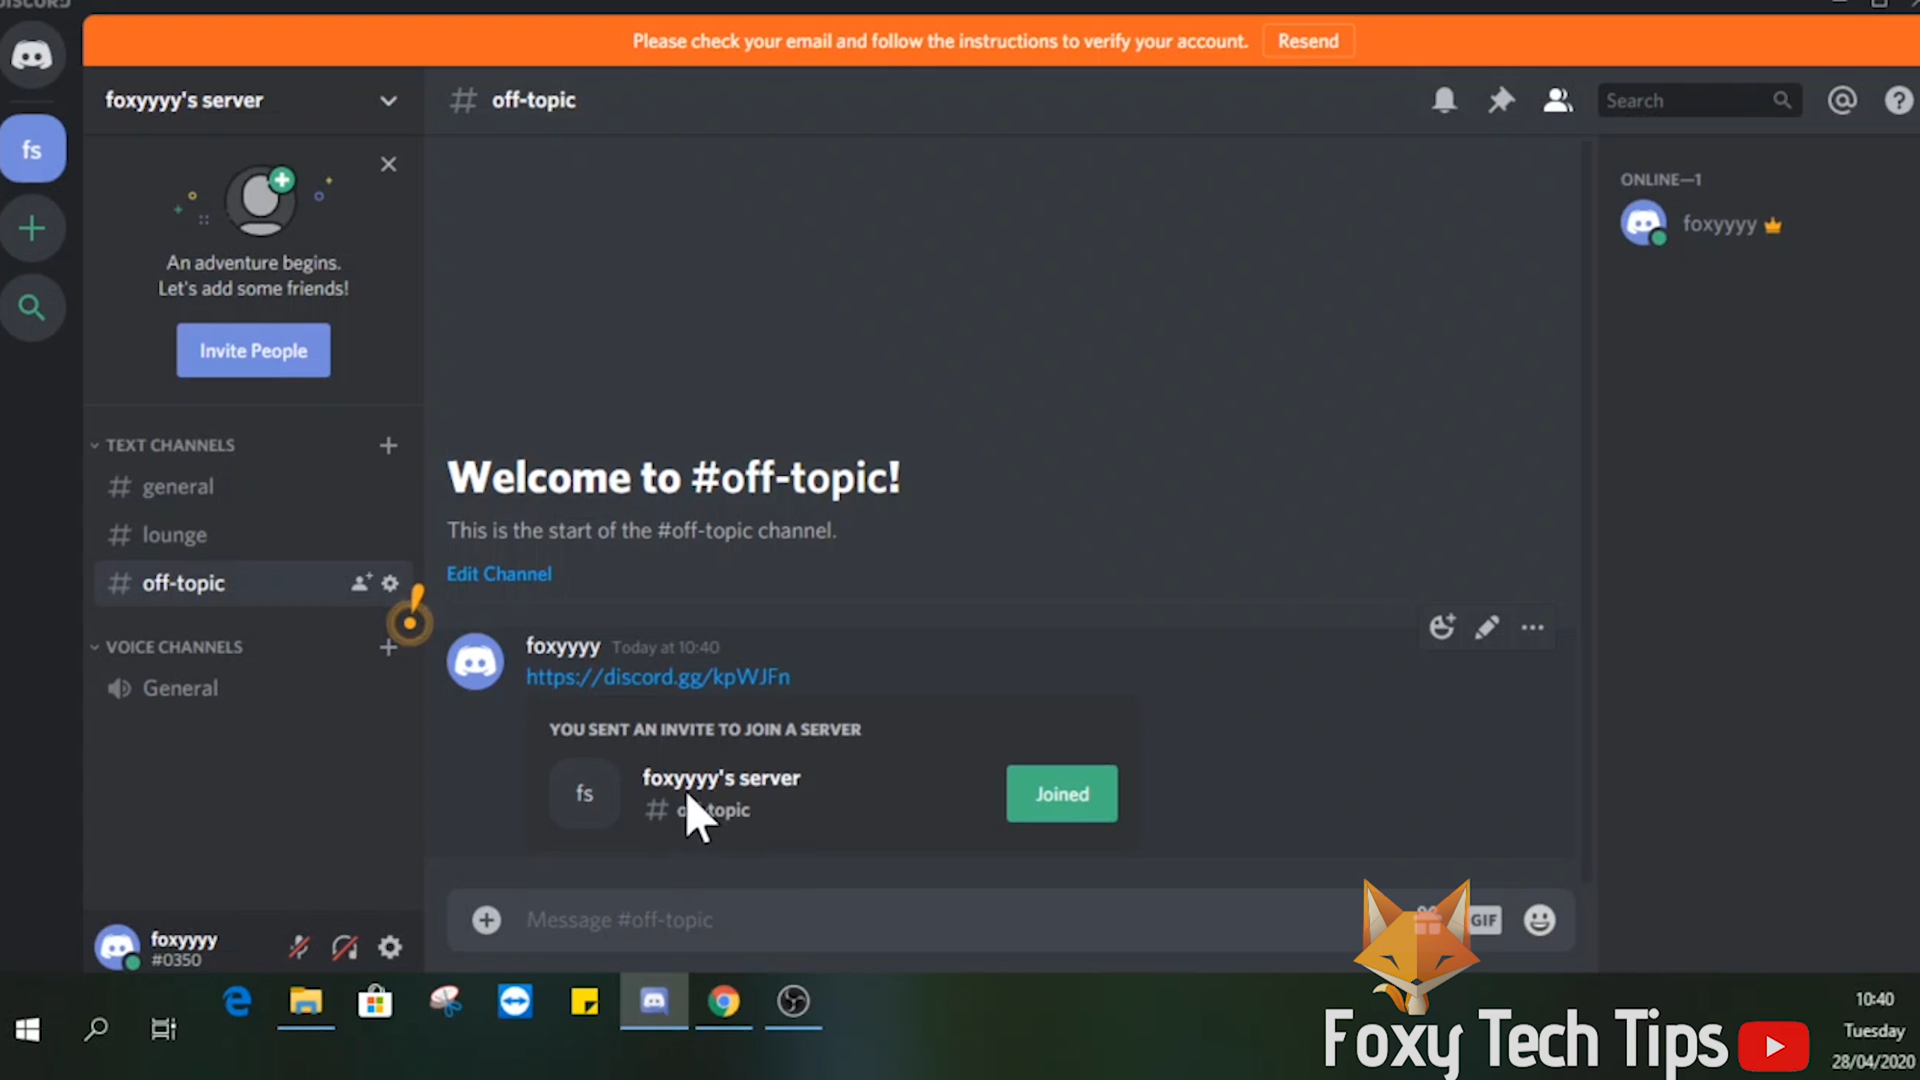 DISCORD
Please check your email and follow the instructions to verify your account. Resend
foxyyyy's server
# off-topic
Search
fs
An adventure begins.
Let's add some friends!
Invite People
ONLINE—1
foxyyyy
TEXT CHANNELS
# general
# lounge
# off-topic
VOICE CHANNELS
General
Welcome to #off-topic!
This is the start of the #off-topic channel.
Edit Channel
foxyyyy Today at 10:40
https://discord.gg/kpWJFn
YOU SENT AN INVITE TO JOIN A SERVER
fs
foxyyyy's server
# off-topic
Joined
Message #off-topic
GIF
foxyyyy
#0350
10:40
Tuesday
28/04/2020
Foxy Tech Tips